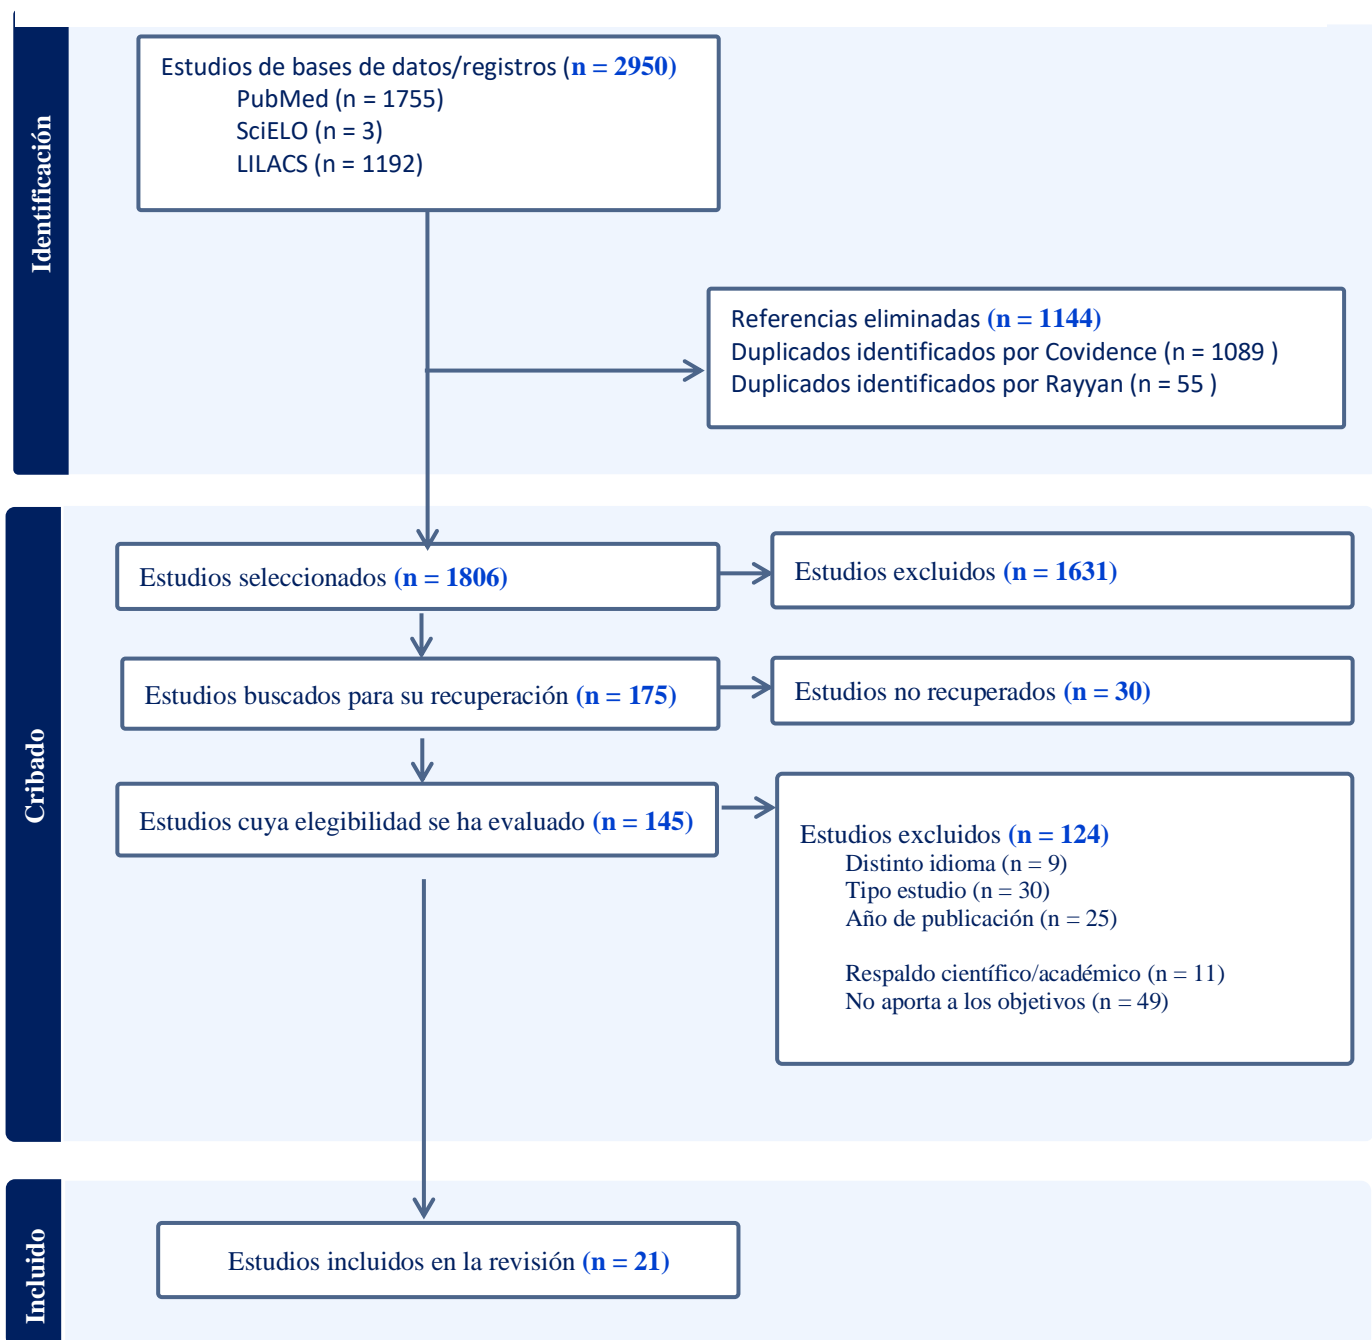 Identificación
Estudios de bases de datos/registros (n = 2950)
PubMed (n = 1755)
SciELO (n = 3)
LILACS (n = 1192)
Referencias eliminadas (n = 1144)
Duplicados identificados por Covidence (n = 1089 )
Duplicados identificados por Rayyan (n = 55 )
Cribado
Estudios seleccionados (n = 1806)
Estudios excluidos (n = 1631)
Estudios buscados para su recuperación (n = 175)
Estudios no recuperados (n = 30)
Estudios cuya elegibilidad se ha evaluado (n = 145)
Estudios excluidos (n = 124)
Distinto idioma (n = 9)
Tipo estudio (n = 30)
Año de publicación (n = 25)
Respaldo científico/académico (n = 11)
No aporta a los objetivos (n = 49)
Incluido
Estudios incluidos en la revisión (n = 21)